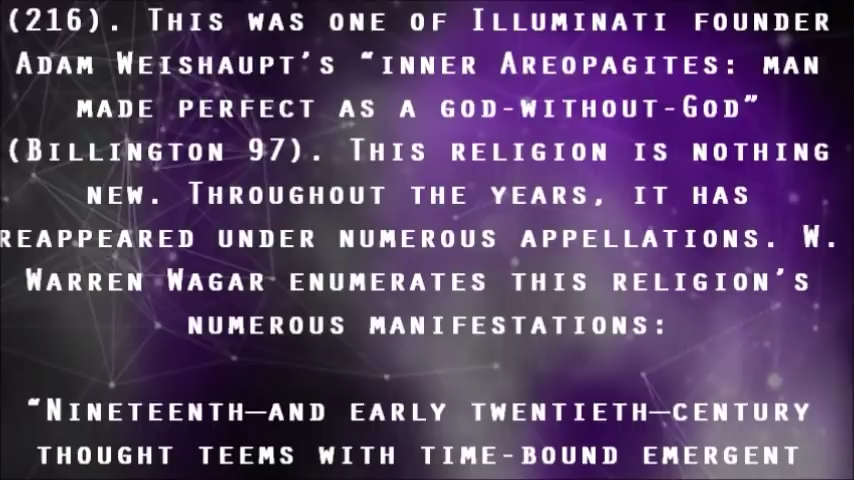 (216). This was one of Illuminati founder
Adam Weishaupt's "inner Areopagites: man
made perfect as a god-without-God"
(Billington 97). This religion is nothing
new. Throughout the years, it has
reappeared under numerous appellations. W.
Warren Wagar enumerates this religion's
numerous manifestations:
"Nineteenth—and early twentieth—century
thought teems with time-bound emergent